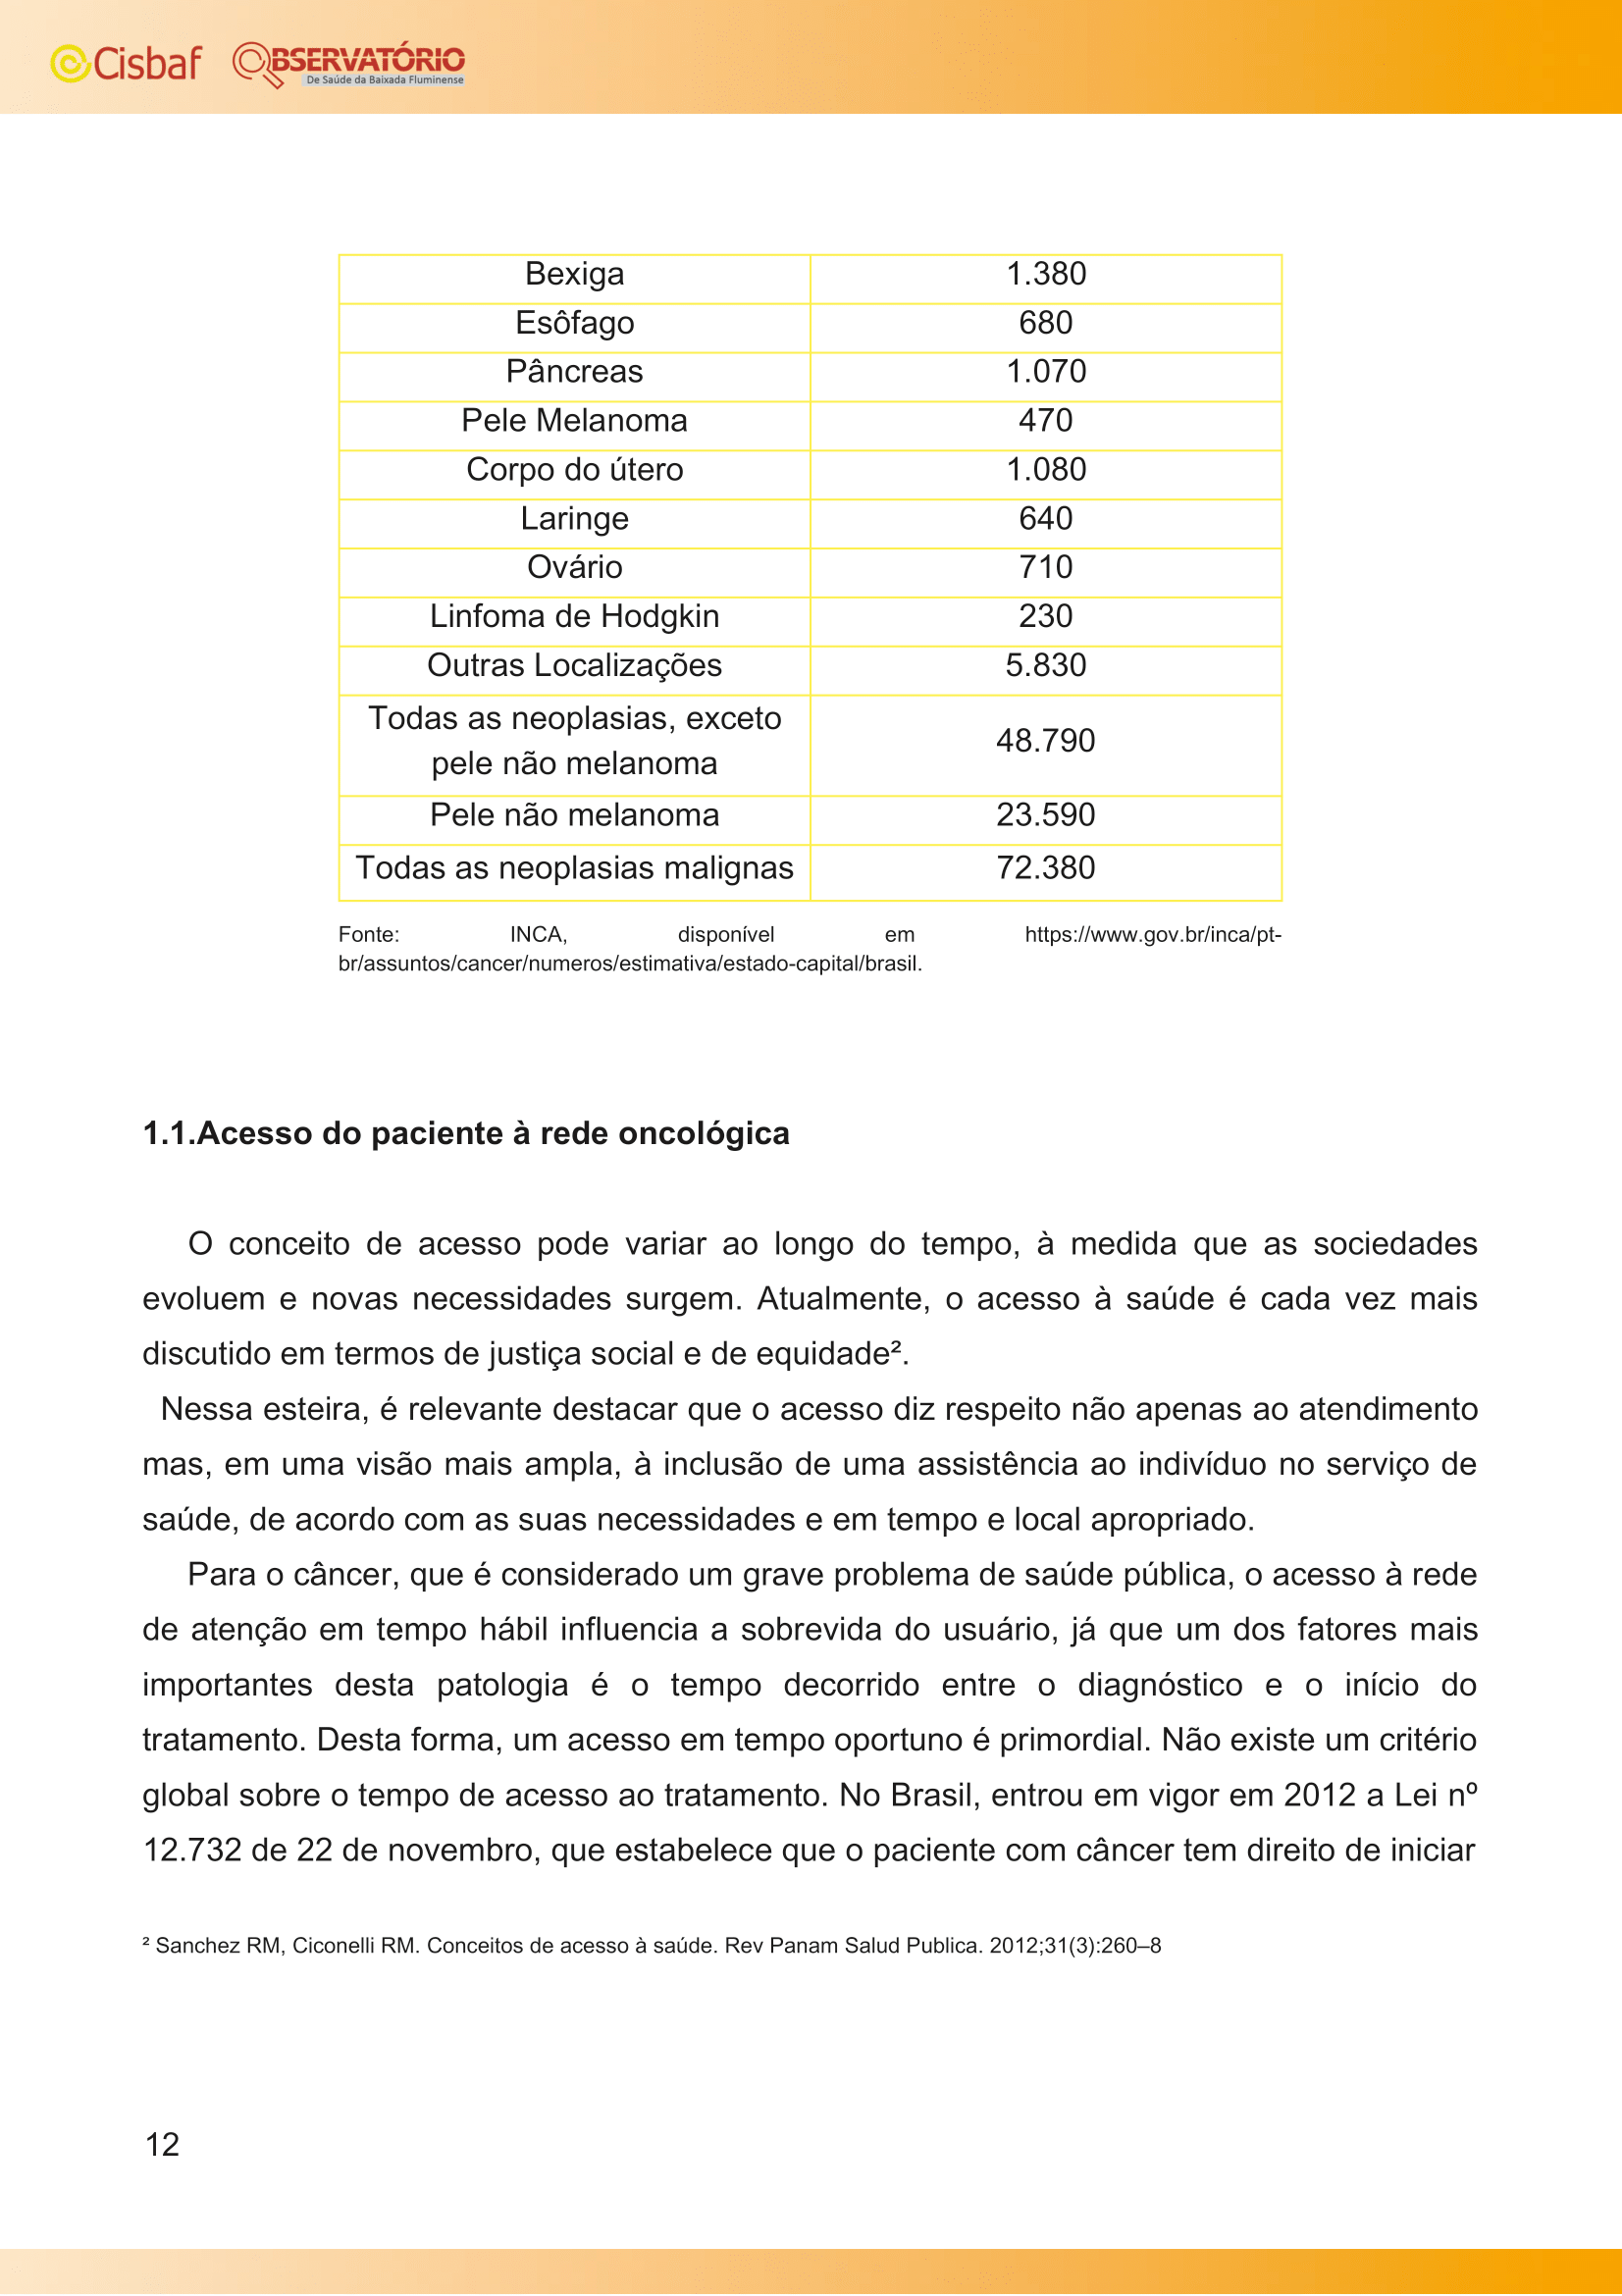 Cisbaf
OBSERVATÓRIO
De Saúde da Baixada Fluminense
Bexiga 1.380
Esôfago 680
Pâncreas 1.070
Pele Melanoma 470
Corpo do útero 1.080
Laringe 640
Ovário 710
Linfoma de Hodgkin 230
Outras Localizações 5.830
Todas as neoplasias, exceto
pele não melanoma 48.790
Pele não melanoma 23.590
Todas as neoplasias malignas 72.380
Fonte: INCA, disponível em https://www.gov.br/inca/pt-
br/assuntos/cancer/numeros/estimativa/estado-capital/brasil.
1.1.Acesso do paciente à rede oncológica
O conceito de acesso pode variar ao longo do tempo, à medida que as sociedades
evoluem e novas necessidades surgem. Atualmente, o acesso à saúde é cada vez mais
discutido em termos de justiça social e de equidade².
Nessa esteira, é relevante destacar que o acesso diz respeito não apenas ao atendimento
mas, em uma visão mais ampla, à inclusão de uma assistência ao indivíduo no serviço de
saúde, de acordo com as suas necessidades e em tempo e local apropriado.
Para o câncer, que é considerado um grave problema de saúde pública, o acesso à rede
de atenção em tempo hábil influencia a sobrevida do usuário, já que um dos fatores mais
importantes desta patologia é o tempo decorrido entre o diagnóstico e o início do
tratamento. Desta forma, um acesso em tempo oportuno é primordial. Não existe um critério
global sobre o tempo de acesso ao tratamento. No Brasil, entrou em vigor em 2012 a Lei nº
12.732 de 22 de novembro, que estabelece que o paciente com câncer tem direito de iniciar
² Sanchez RM, Ciconelli RM. Conceitos de acesso à saúde. Rev Panam Salud Publica. 2012;31(3):260–8
12